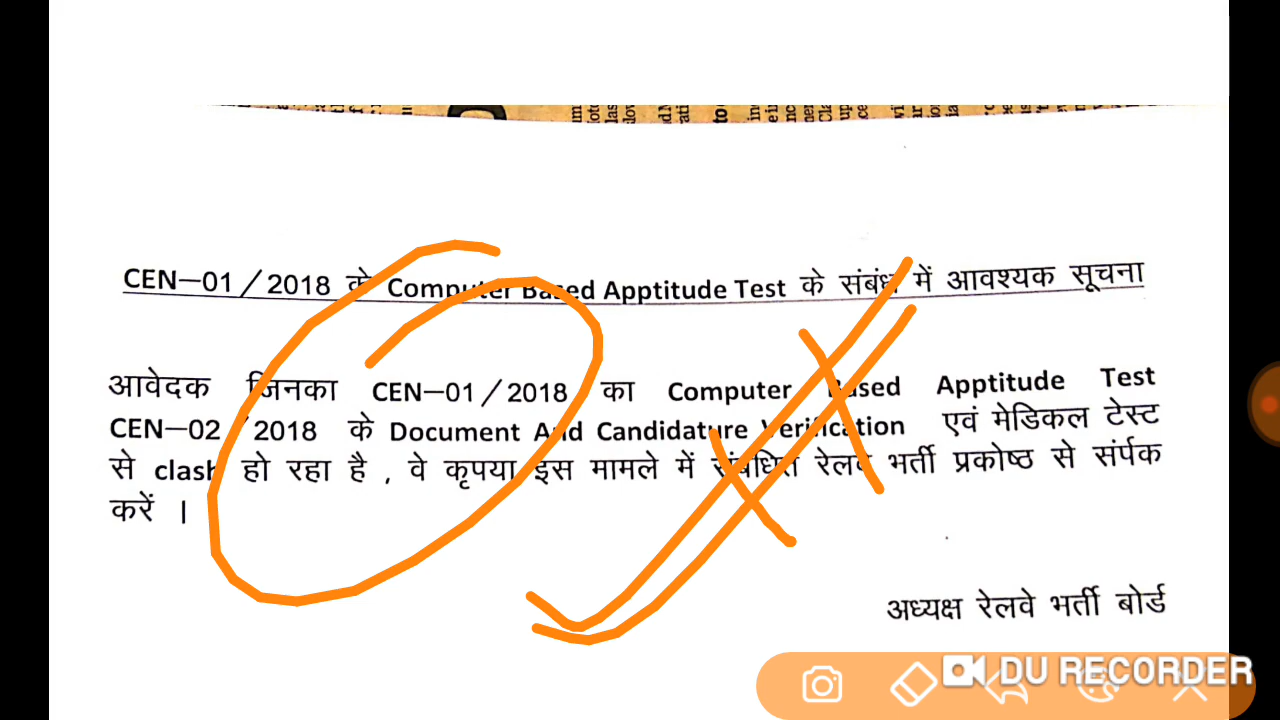 CEN–01/2018 के Computer Based Apptitude Test के संबंध में आवश्यक सूचना
आवेदक जिनका CEN–01/2018 का Computer Based Apptitude Test
CEN–02/2018 के Document And Candidature Verification एवं मेडिकल टेस्ट
से clash हो रहा है, वे कृपया इस मामले में संबधित रेलवे भर्ती प्रकोष्ठ से संर्पक
करें ।
अध्यक्ष रेलवे भर्ती बोर्ड
DU RECORDER